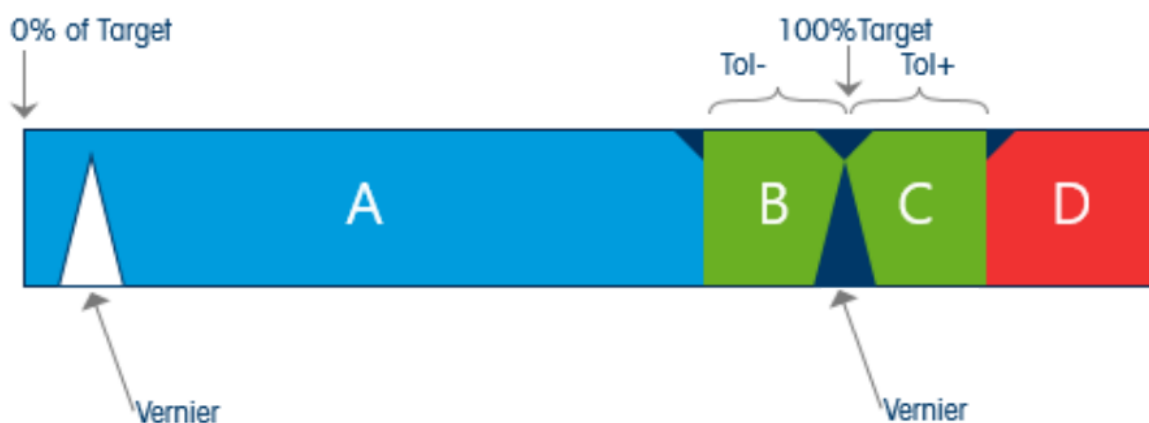 0% of Target
100%Target
Tol-
Tol+
A
B
C
D
Vernier
Vernier